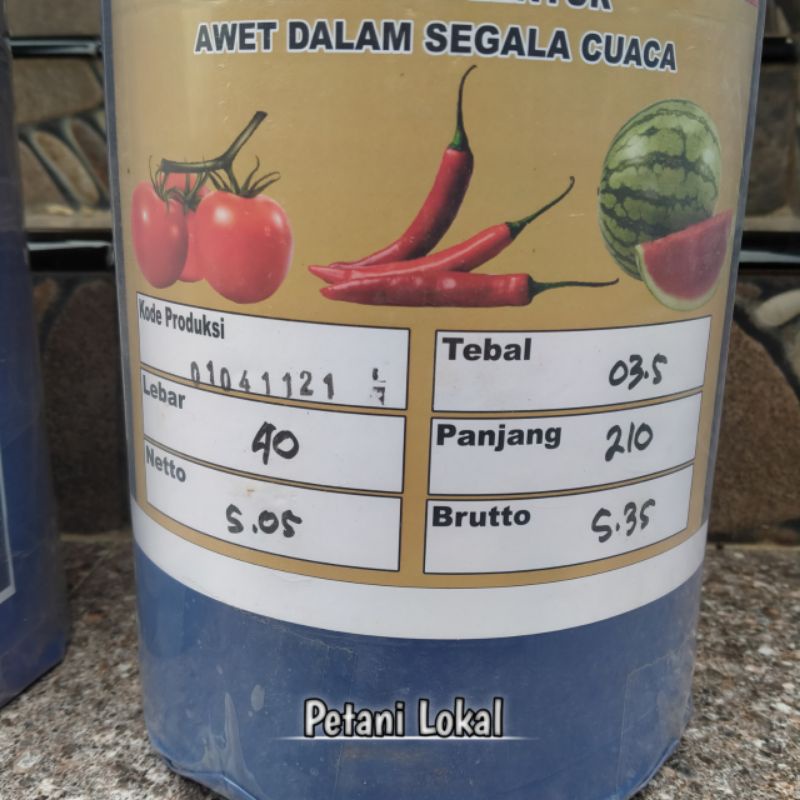 AWET DALAM SEGALA CUACA
Kode Produksi
01041121
Tebal
03.5
Lebar
40
Panjang
210
Netto
5.05
Brutto
5.35
Petani Lokal